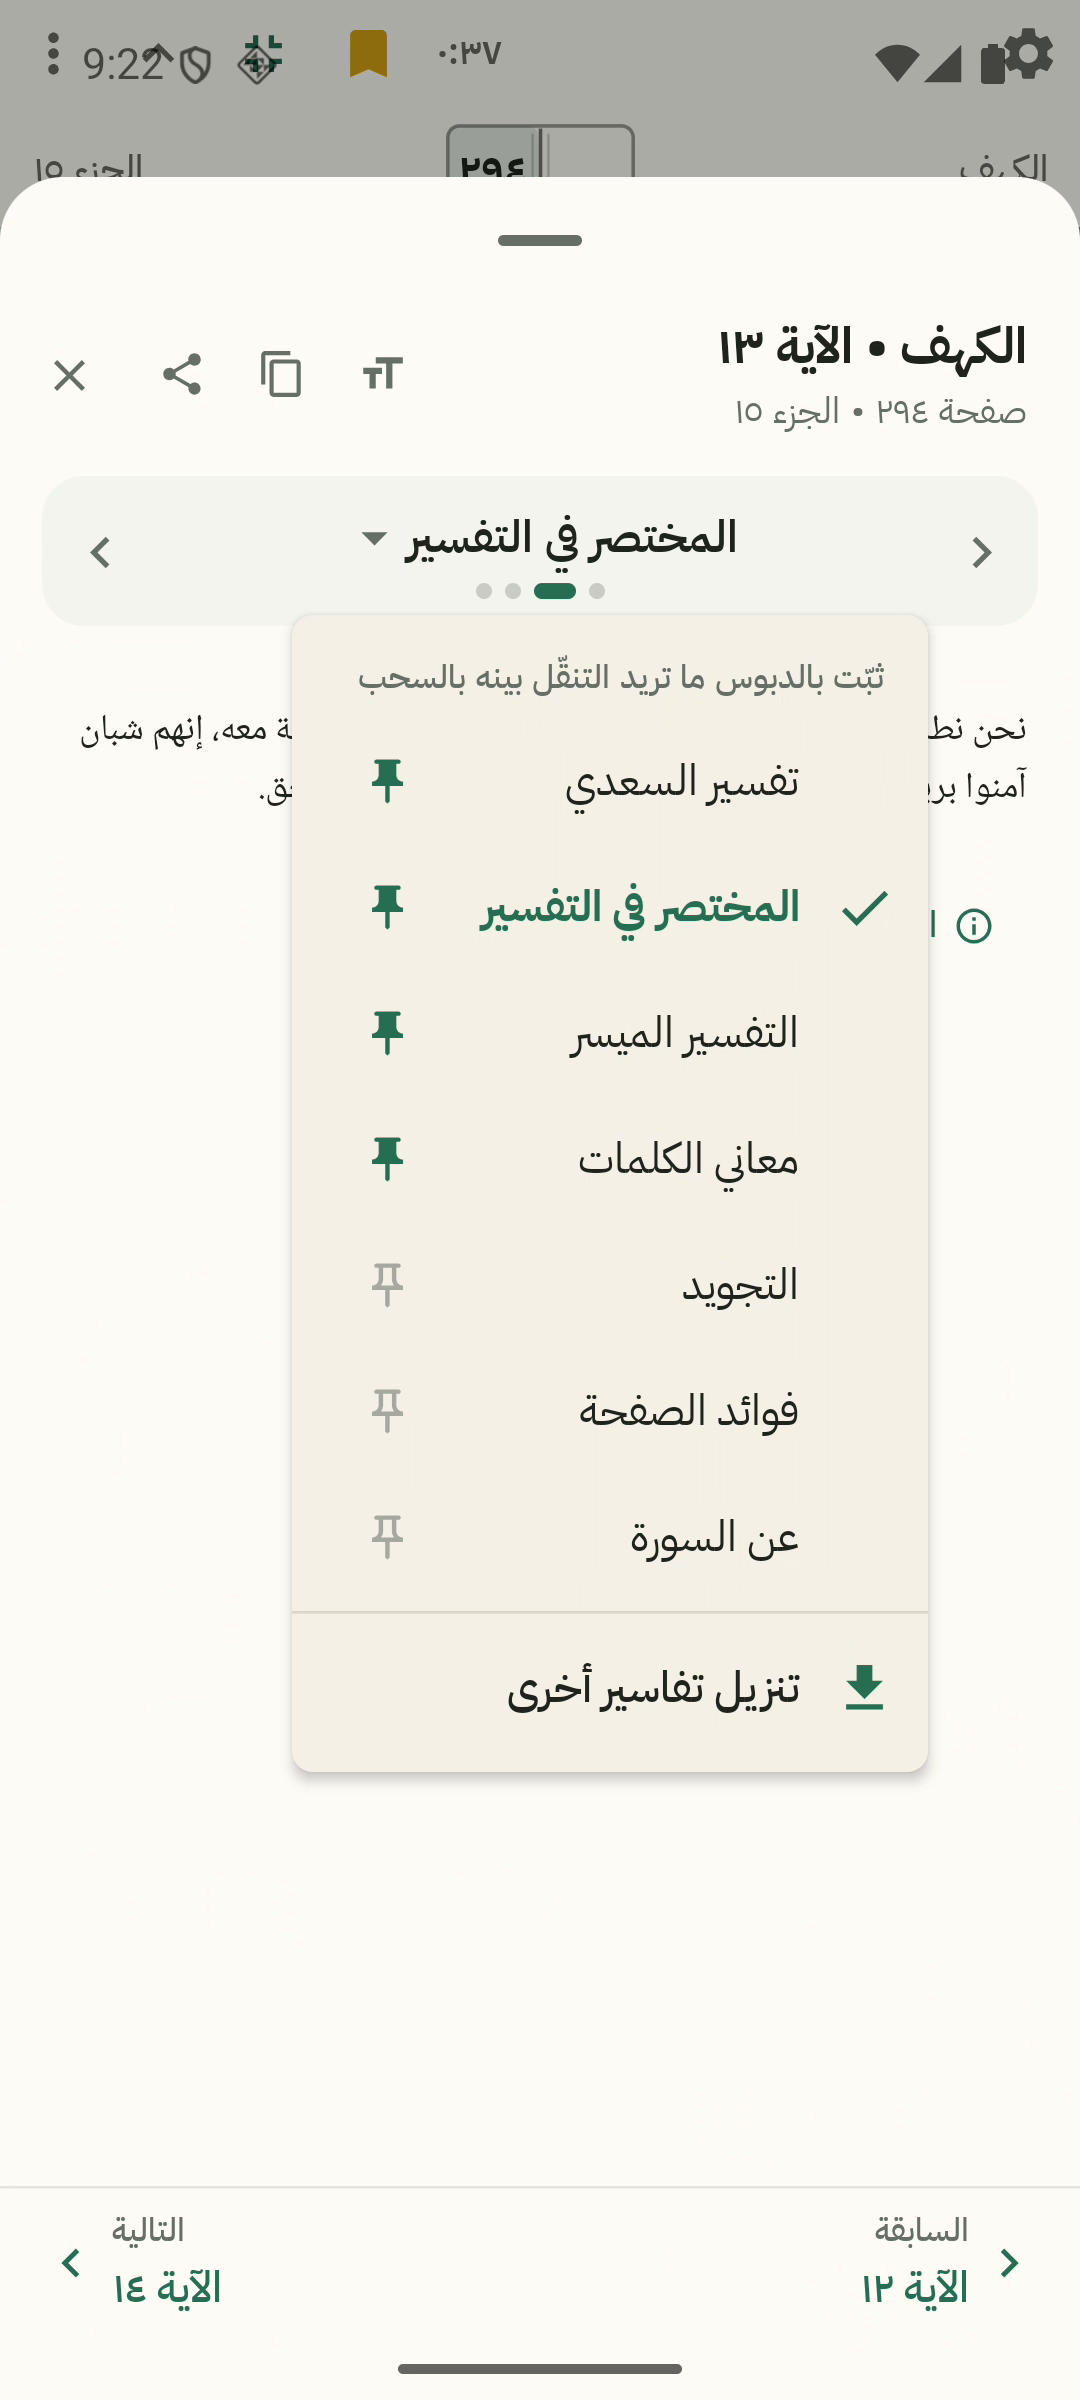 9:22
٠:٣٧
الكهف
٢٩٤
الجزء ١٥
الكهف • الآية ١٣
صفحة ٢٩٤ • الجزء ١٥
المختصر في التفسير
ثبّت بالدبوس ما تريد التنقّل بينه بالسحب
نحن
معه، إنهم شبان
آمنوا
تفسير السعدي
المختصر في التفسير
التفسير الميسر
معاني الكلمات
التجويد
فوائد الصفحة
عن السورة
تنزيل تفاسير أخرى
السابقة
الآية ١٢
التالية
الآية ١٤